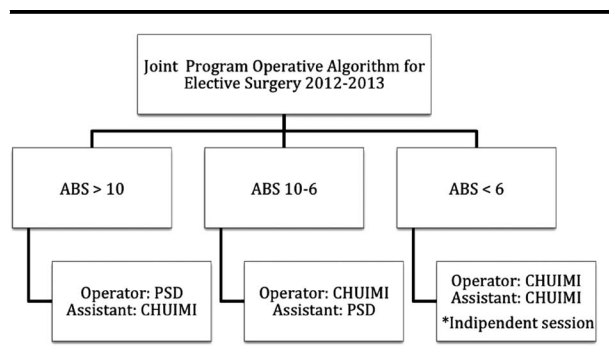 Joint Program Operative Algorithm for
Elective Surgery 2012-2013
ABS > 10
ABS 10-6
ABS < 6
Operator: PSD
Assistant: CHUIMI
Operator: CHUIMI
Assistant: PSD
Operator: CHUIMI
Assistant: CHUIMI
*Indipendent session